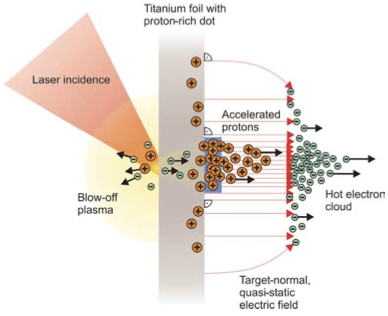 Titanium foil with
proton-rich dot
Laser incidence
Accelerated
protons
Blow-off
plasma
Hot electron
cloud
Target-normal,
quasi-static
electric field